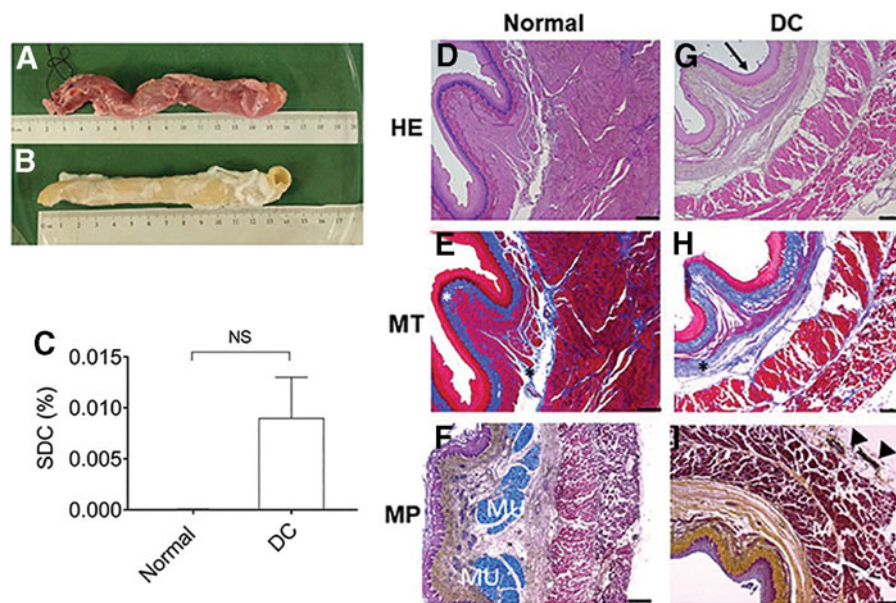 Normal
DC
A
B
C
NS
0.015
0.010
0.005
0.000
SDC (%)
Normal
DC
HE
D
G
MT
E
H
MP
F
MU
MU
I